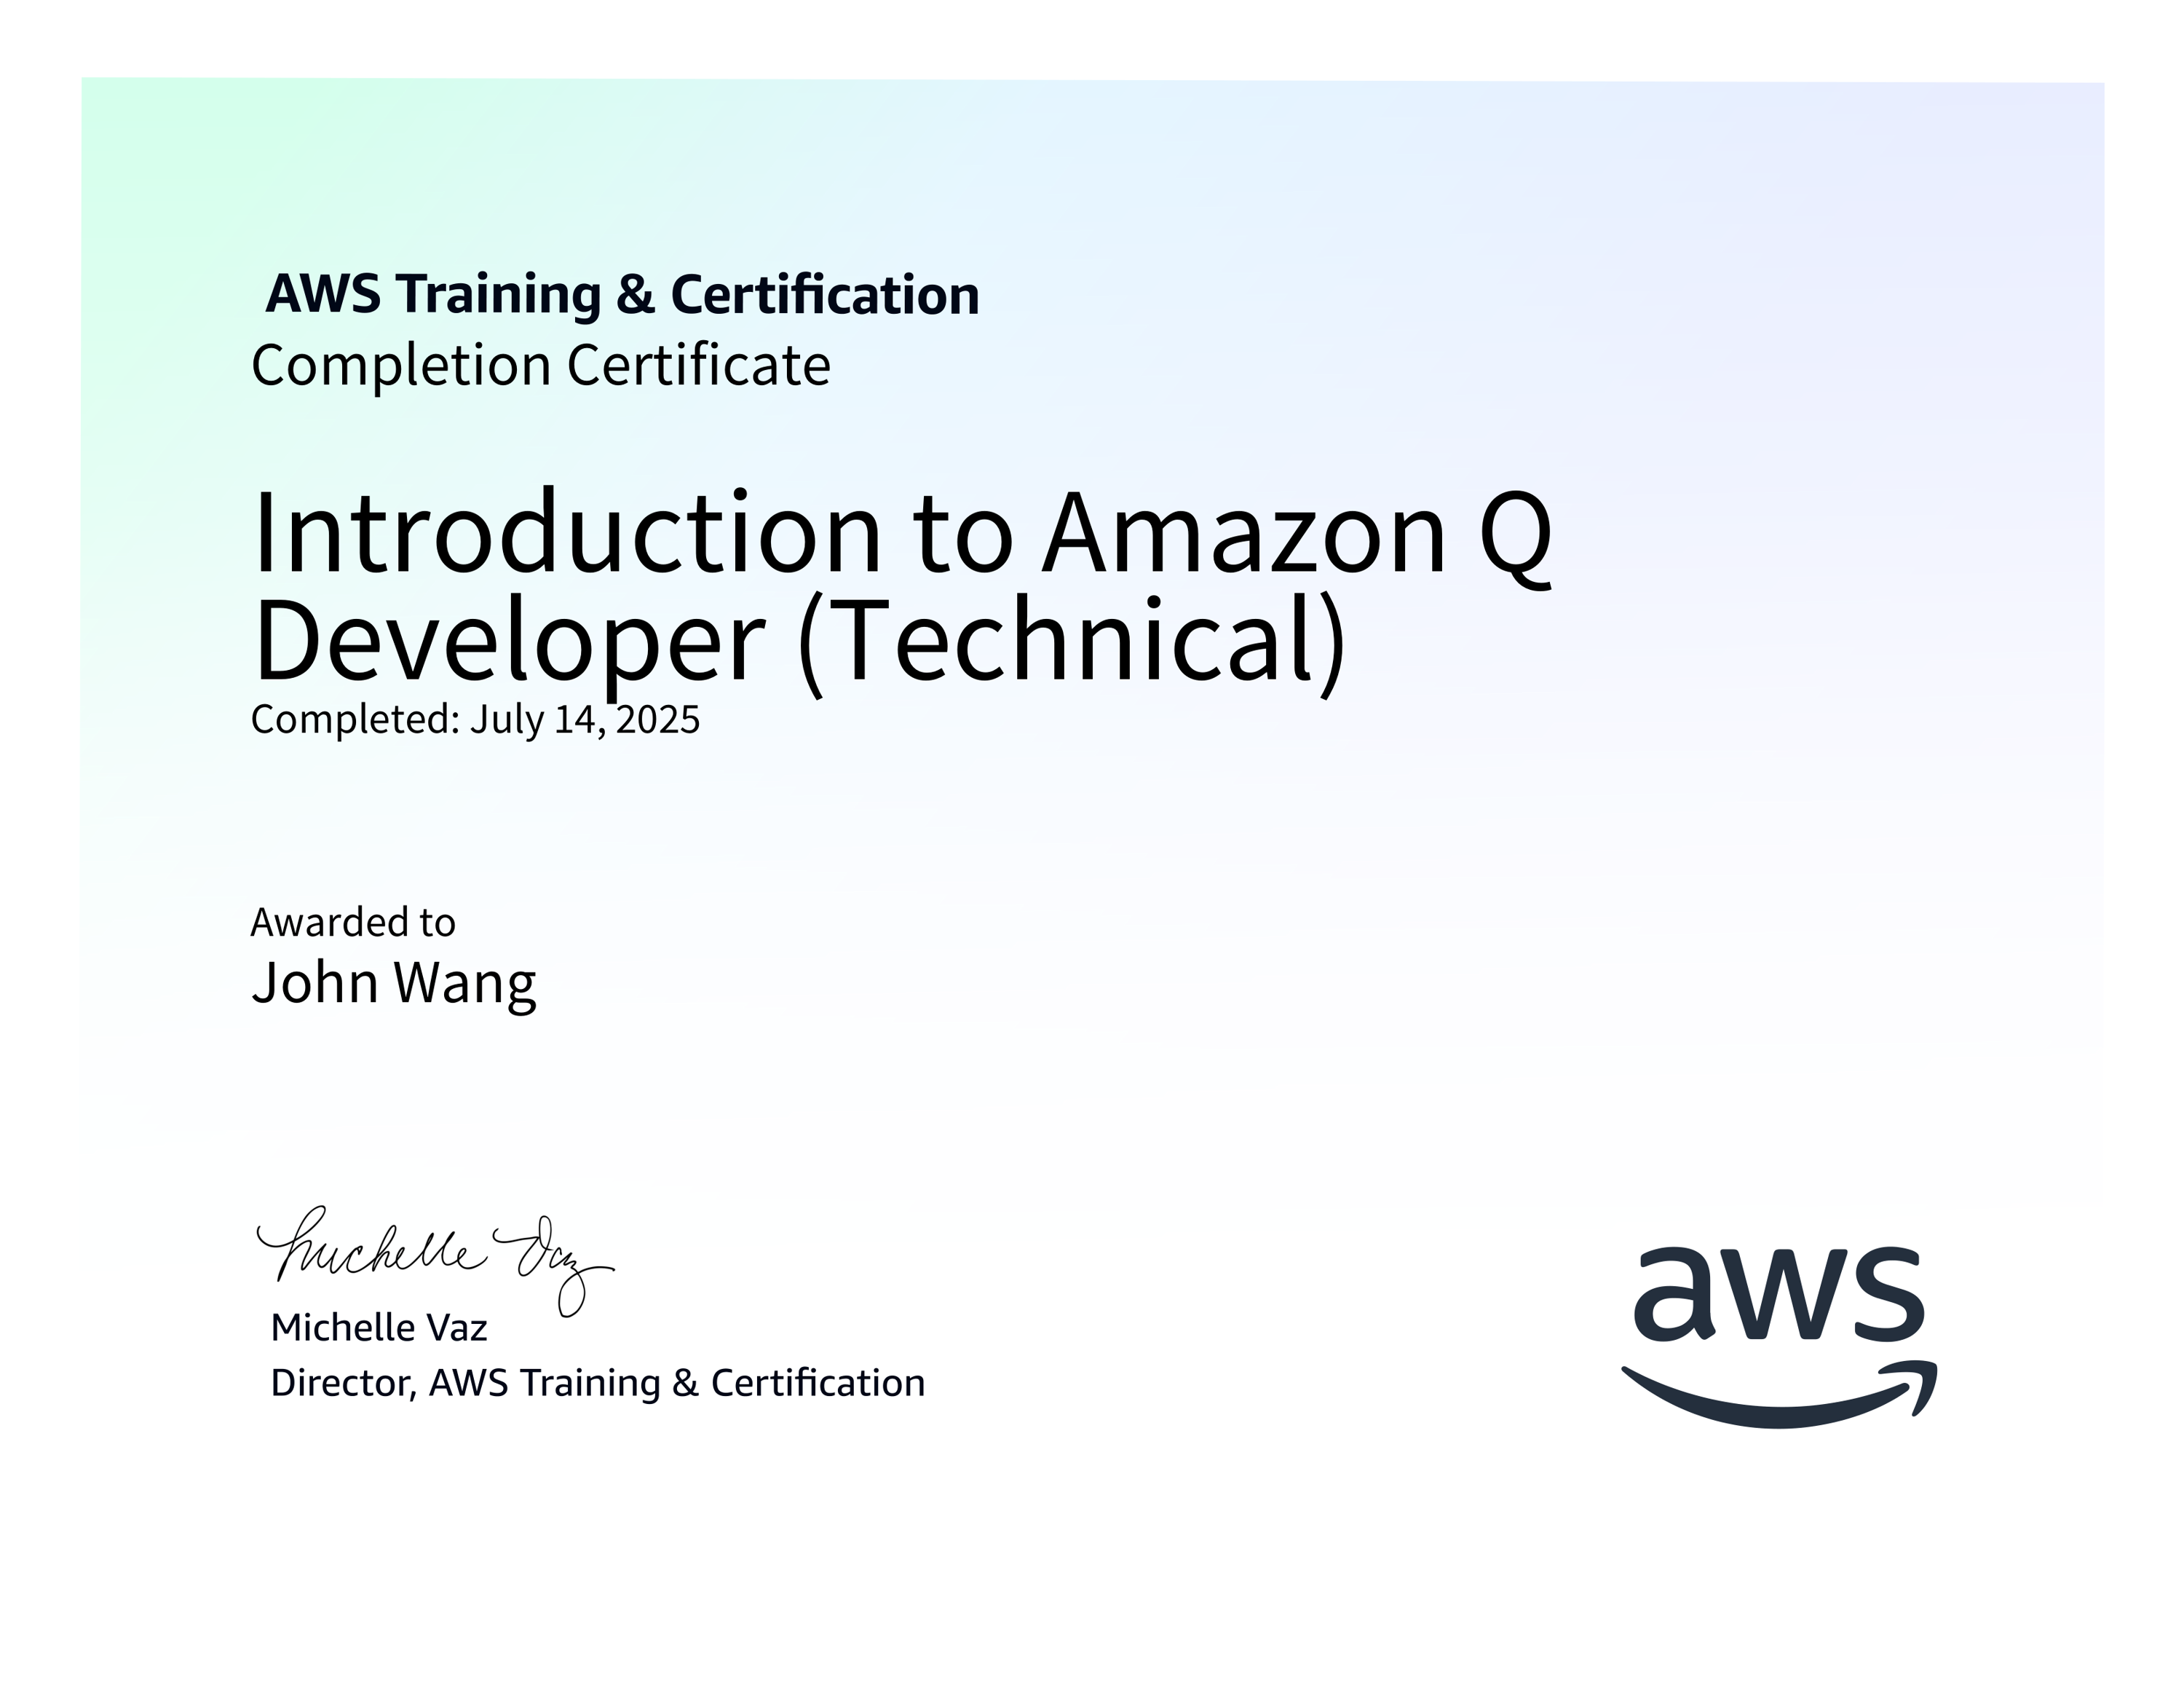 AWS Training & Certification
Completion Certificate
Introduction to Amazon Q
Developer (Technical)
Completed: July 14, 2025
Awarded to
John Wang
Michelle Vaz
Michelle Vaz
Director, AWS Training & Certification
aws